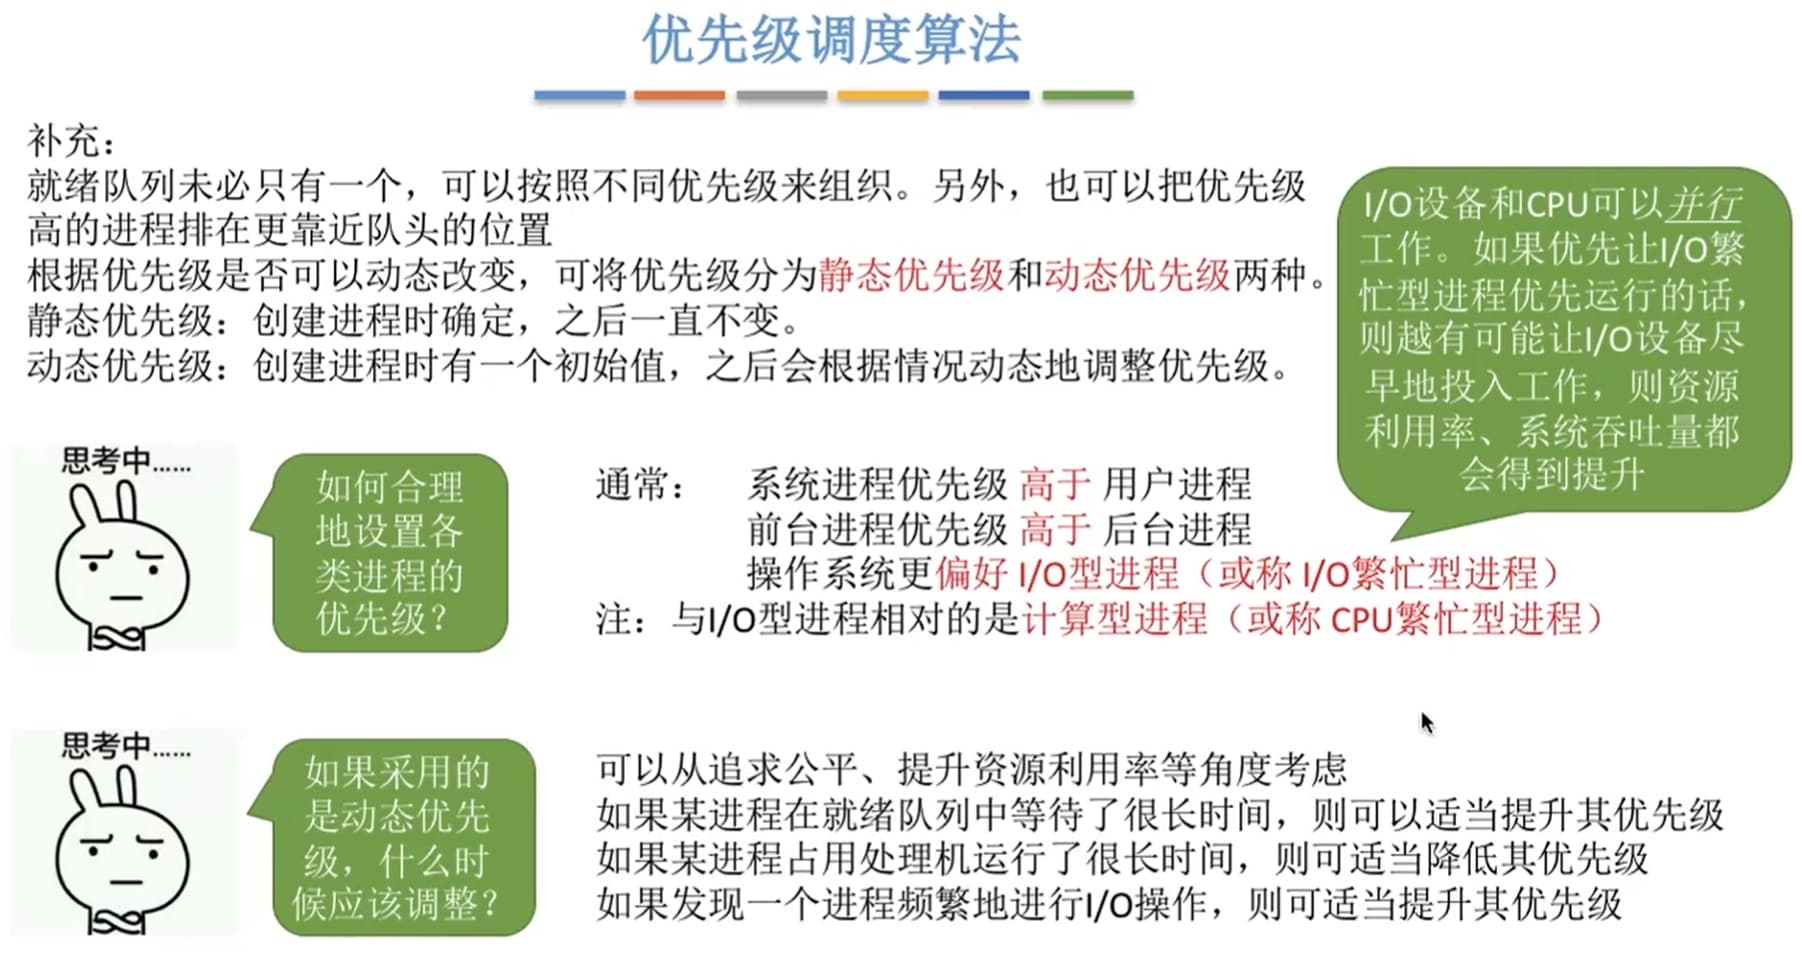 优先级调度算法
补充：
就绪队列未必只有一个，可以按照不同优先级来组织。另外，也可以把优先级
高的进程排在更靠近队头的位置
根据优先级是否可以动态改变，可将优先级分为静态优先级和动态优先级两种。
静态优先级：创建进程时确定，之后一直不变。
动态优先级：创建进程时有一个初始值，之后会根据情况动态地调整优先级。
I/O设备和CPU可以并行
工作。如果优先让I/O繁
忙型进程优先运行的话，
则越有可能让I/O设备尽
早地投入工作，则资源
利用率、系统吞吐量都
会得到提升
思考中……
如何合理
地设置各
类进程的
优先级？
通常： 系统进程优先级 高于 用户进程
前台进程优先级 高于 后台进程
操作系统更偏好 I/O型进程（或称 I/O繁忙型进程）
注：与I/O型进程相对的是计算型进程（或称 CPU繁忙型进程）
思考中……
如果采用的
是动态优先
级，什么时
候应该调整？
可以从追求公平、提升资源利用率等角度考虑
如果某进程在就绪队列中等待了很长时间，则可以适当提升其优先级
如果某进程占用处理机运行了很长时间，则可适当降低其优先级
如果发现一个进程频繁地进行I/O操作，则可适当提升其优先级